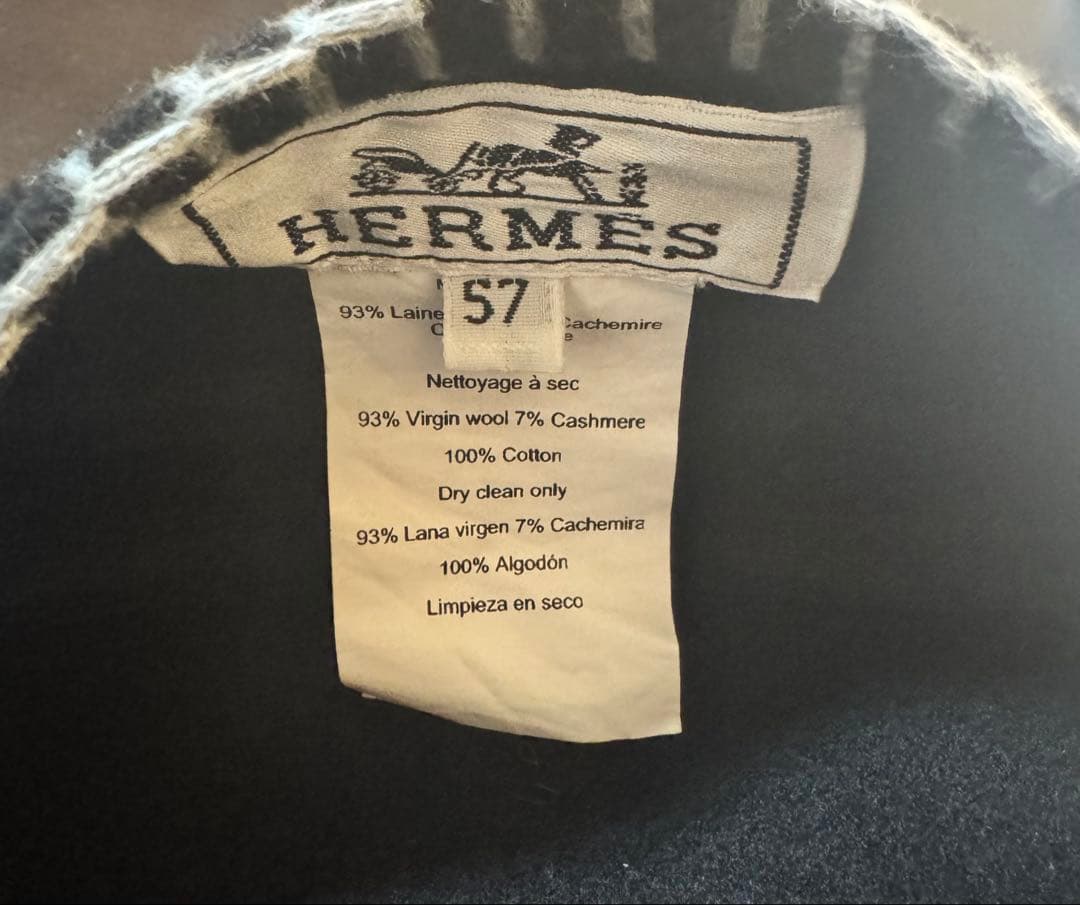 HERMES
57
93% Laine
Cachemire
Nettoyage à sec
93% Virgin wool 7% Cashmere
100% Cotton
Dry clean only
93% Lana virgen 7% Cachemira
100% Algodón
Limpieza en seco